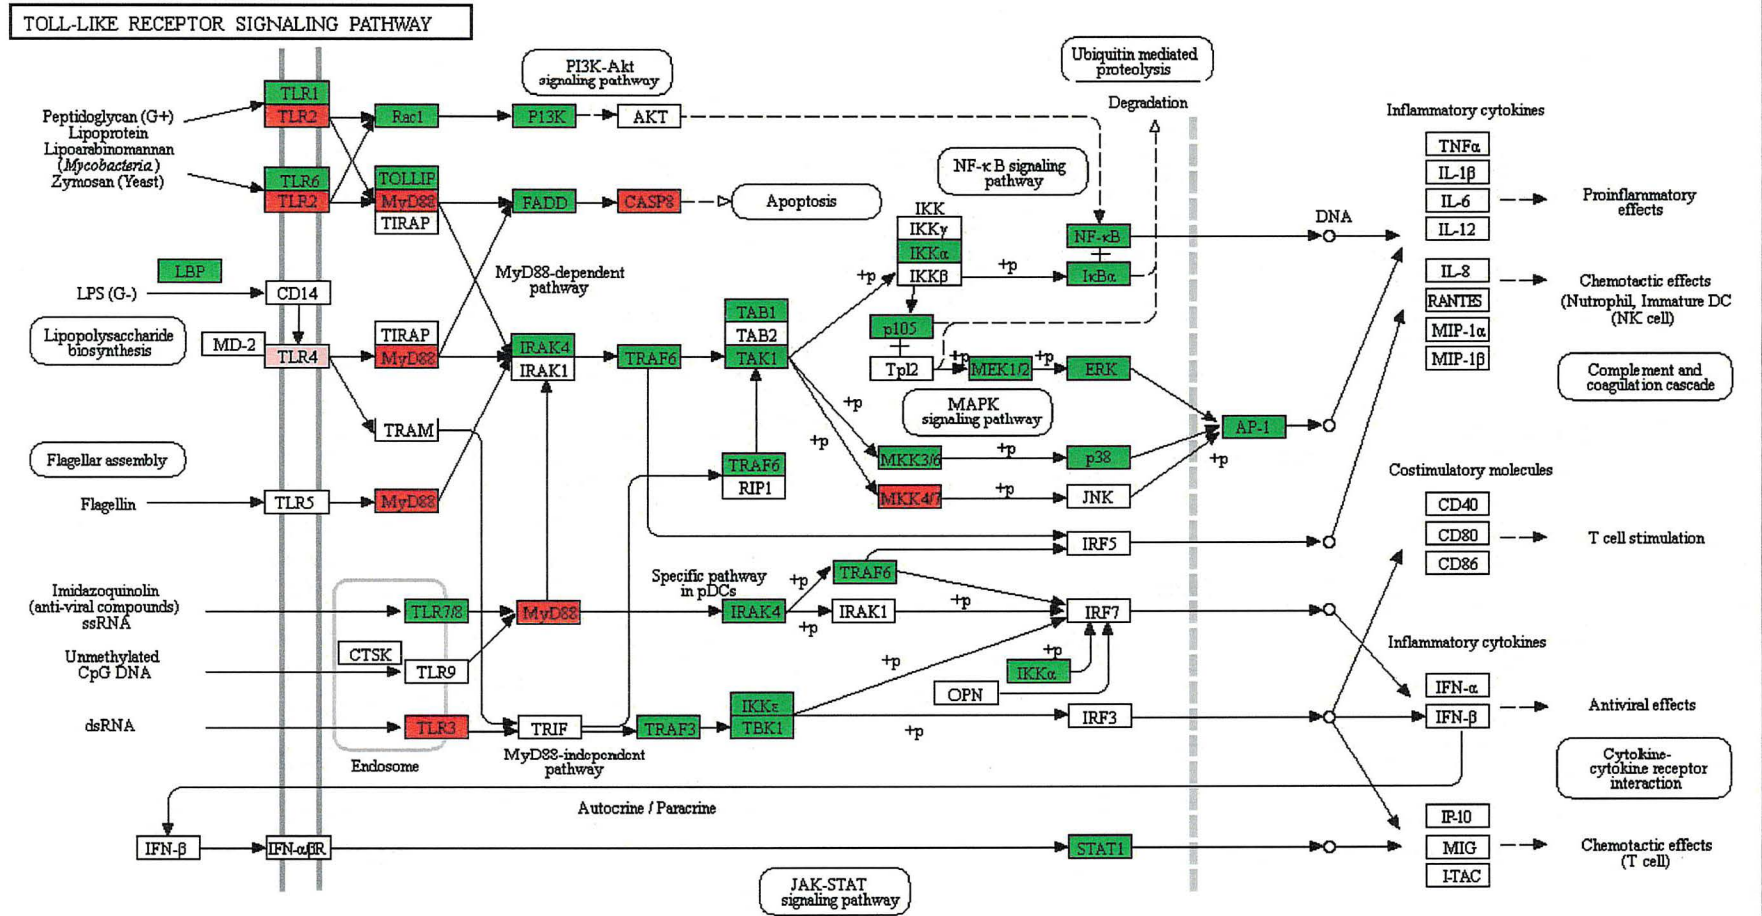 TOLL-LIKE RECEPTOR SIGNALING PATHWAY
PI3K-Akt
signaling pathway
Ubiquitin mediated
proteolysis
Degradation
TLR1
TLR2
Rac1
P13K
AKT
Peptidoglycan (G+)
Lipoprotein
Lipoarabinomannan
(Mycobacteria)
Zymosan (Yeast)
TLR6
TLR2
TOLLIP
MyD88
TIRAP
FADD
CASP8
Apoptosis
NF-κB signaling
pathway
IKK
IKKγ
IKKα
IKKβ
NF-κB
IκBα
+p
+p
DNA
Inflammatory cytokines
TNFα
IL-1β
IL-6
IL-12
Proinflammatory
effects
IL-8
RANTES
MIP-1α
MIP-1β
Chemotactic effects
(Nutrophil, Immature DC
(NK cell)
Complement and
coagulation cascade
LBP
LPS (G-)
CD14
MyD88-dependent
pathway
Lipopolysaccharide
biosynthesis
MD-2
TLR4
TIRAP
MyD88
IRAK4
IRAK1
TRAF6
TAB1
TAB2
TAK1
p105
Tpl2
+p
MEK1/2
+p
ERK
MAPK
signaling pathway
TRAM
+p
+p
AP-1
+p
Flagellar assembly
Flagellin
TLR5
MyD88
TRAF6
RIP1
MKK3/6
+p
p38
MKK4/7
+p
JNK
IRF5
Costimulatory molecules
CD40
CD80
CD86
T cell stimulation
Imidazoquinolin
(anti-viral compounds)
ssRNA
TLR7/8
MyD88
Specific pathway
in pDCs
IRAK4
+p
TRAF6
+p
IRAK1
+p
IRF7
Unmethylated
CpG DNA
CTSK
TLR9
+p
+p
IKKα
OPN
Inflammatory cytokines
IFN-α
IFN-β
Antiviral effects
dsRNA
TLR3
TRIF
TRAF3
IKKε
TBK1
+p
IRF3
MyD88-independent
pathway
Endosome
Cytokine-
cytokine receptor
interaction
Autocrine / Paracrine
IFN-β
IFN-αβR
STAT1
IP-10
MIG
I-TAC
Chemotactic effects
(T cell)
JAK-STAT
signaling pathway